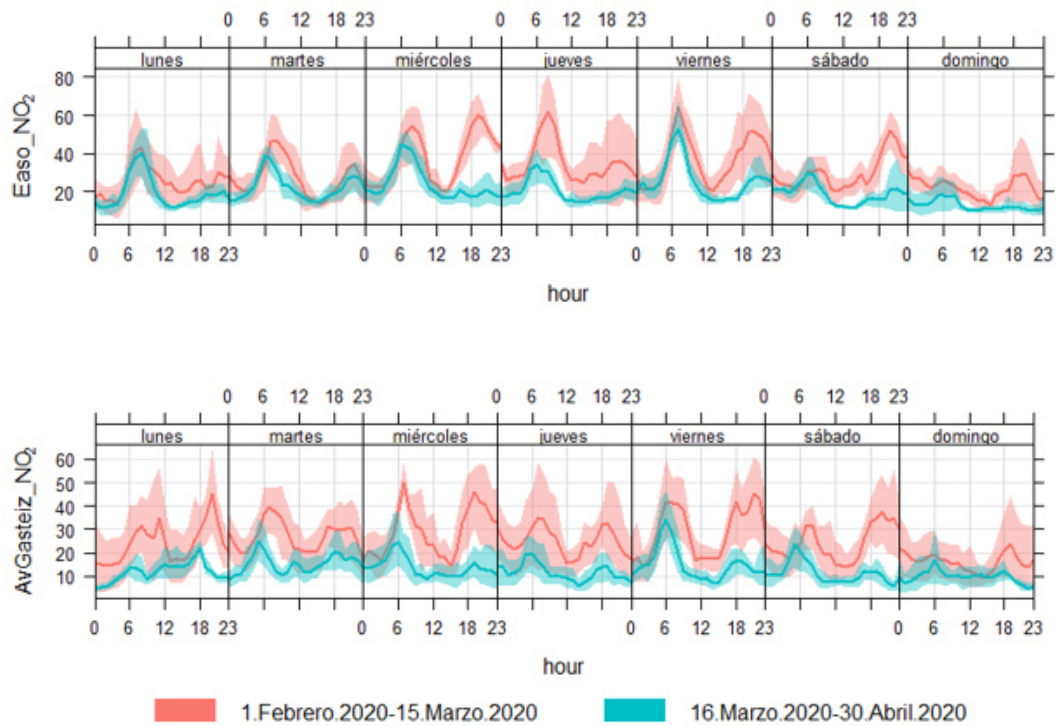 0 6 12 18 23 0 6 12 18 23 0 6 12 18 23
lunes martes miércoles jueves viernes sábado domingo
80
60
40
20
Easo_NO₂
0 6 12 18 23 0 6 12 18 23 0 6 12 18 23 0 6 12 18 23
hour
0 6 12 18 23 0 6 12 18 23 0 6 12 18 23
lunes martes miércoles jueves viernes sábado domingo
60
50
40
30
20
10
AvGasteiz_NO₂
0 6 12 18 23 0 6 12 18 23 0 6 12 18 23 0 6 12 18 23
hour
1.Febrero.2020-15.Marzo.2020 16.Marzo.2020-30.Abril.2020